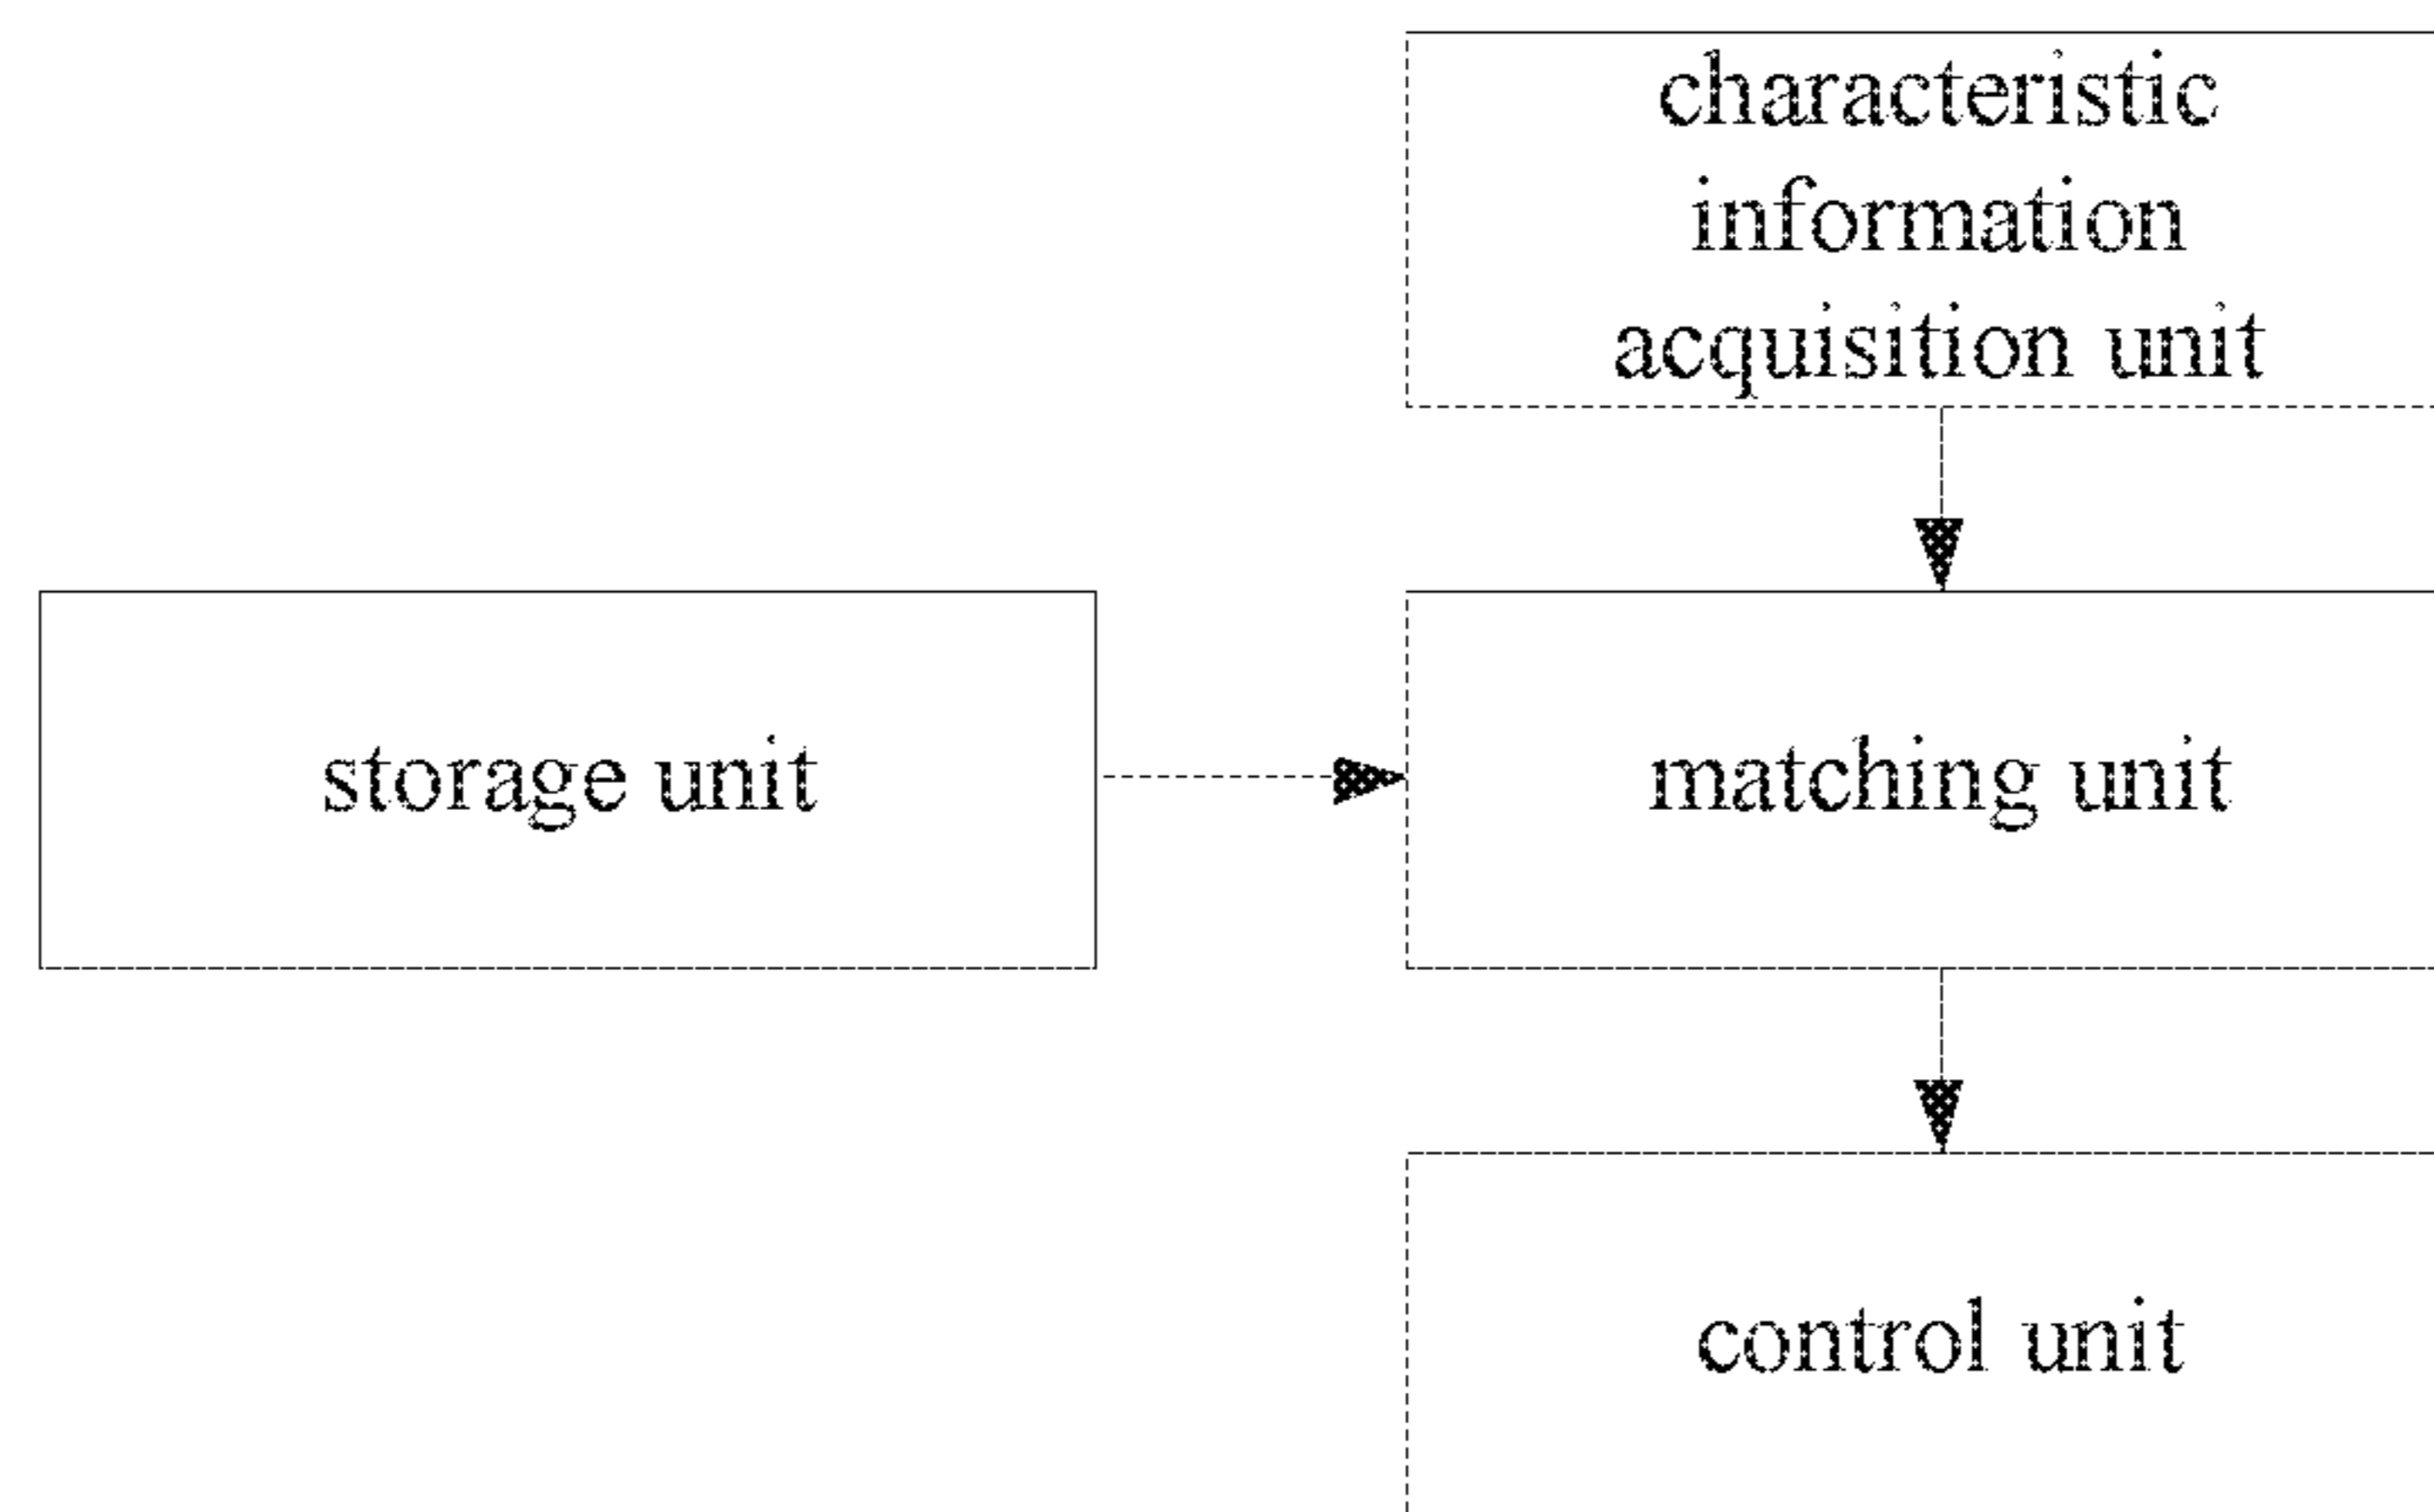 characteristic
information
acquisition unit
storage unit
matching unit
control unit